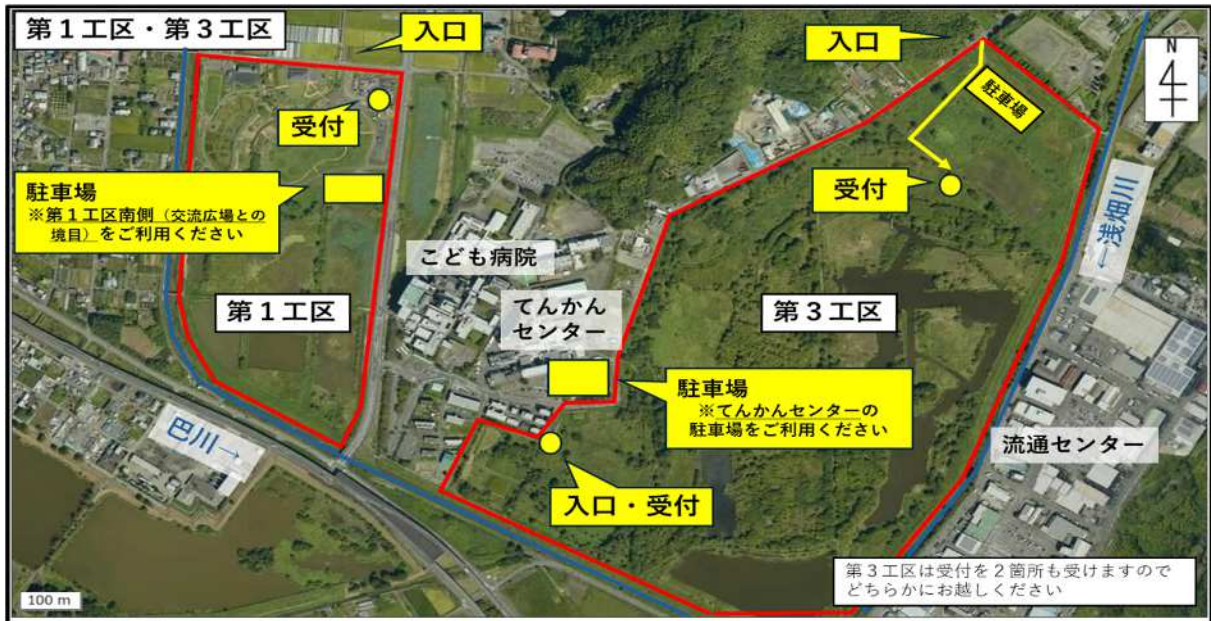 第1工区・第3工区
入口
入口
N
駐車場
受付
受付
駐車場
※第1工区南側（交流広場との
境目）をご利用ください
←浅畑川
こども病院
てんかん
センター
第1工区
第3工区
駐車場
※てんかんセンターの
駐車場をご利用ください
巴川→
流通センター
入口・受付
第3工区は受付を2箇所も受けますので
どちらかにお越しください
100 m